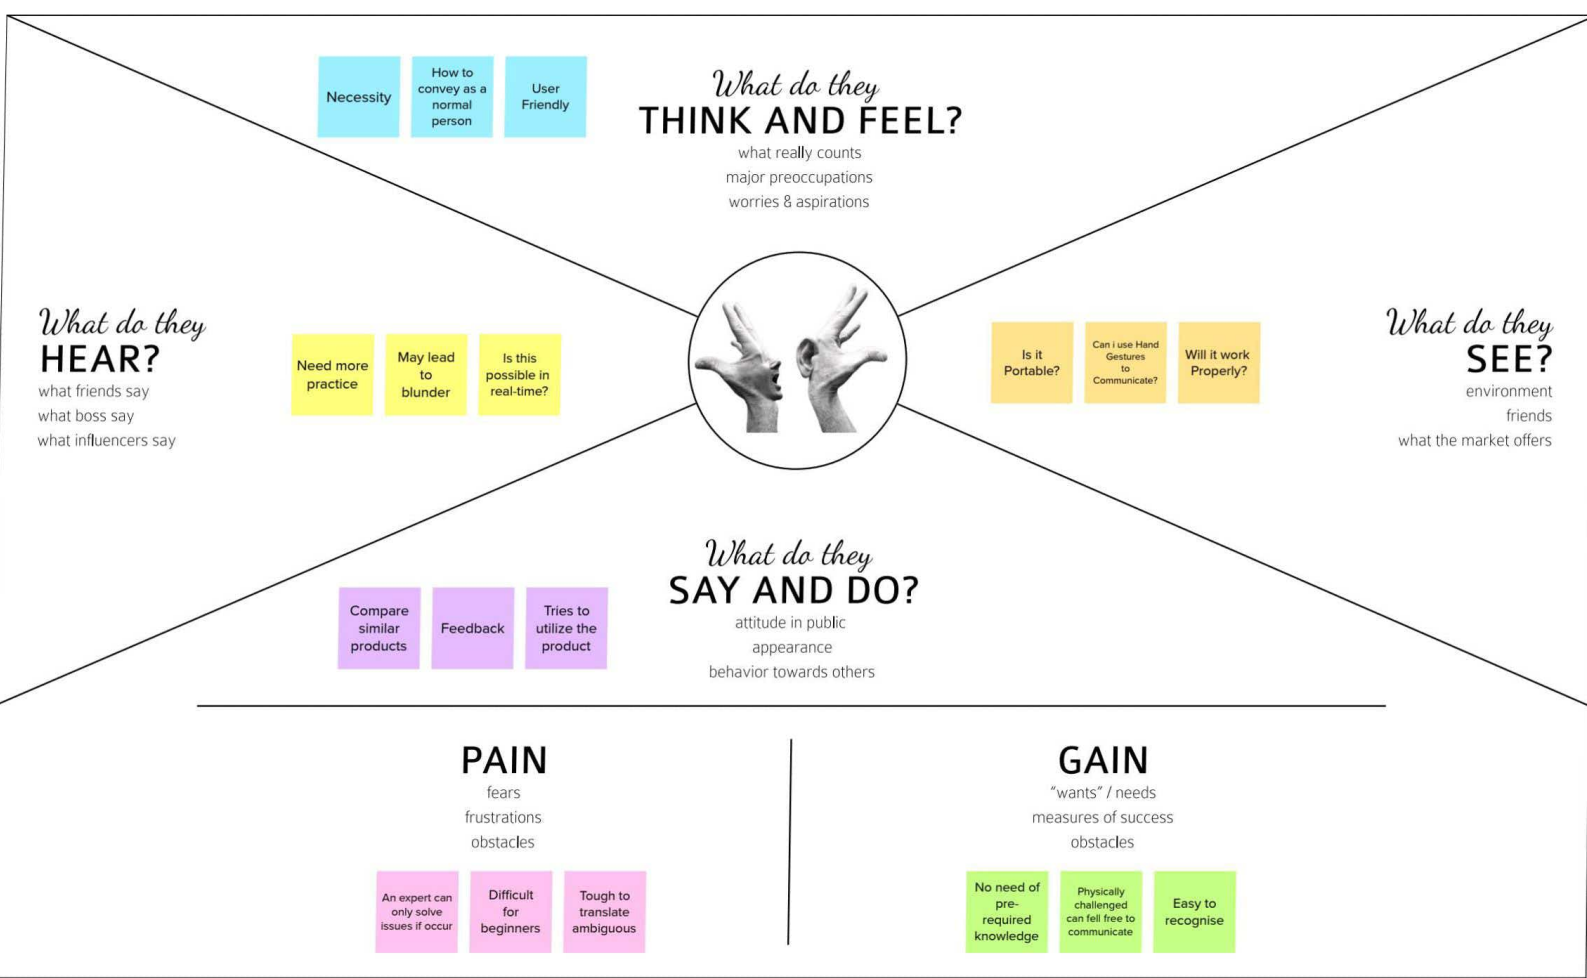 Necessity
How to
convey as a
normal
person
User
Friendly
What do they
THINK AND FEEL?
what really counts
major preoccupations
worries & aspirations
What do they
HEAR?
what friends say
what boss say
what influencers say
Need more
practice
May lead
to
blunder
Is this
possible in
real-time?
Is it
Portable?
Can i use Hand
Gestures
to
Communicate?
Will it work
Properly?
What do they
SEE?
environment
friends
what the market offers
What do they
SAY AND DO?
attitude in public
appearance
behavior towards others
Compare
similar
products
Feedback
Tries to
utilize the
product
PAIN
fears
frustrations
obstacles
An expert can
only solve
issues if occur
Difficult
for
beginners
Tough to
translate
ambiguous
GAIN
“wants” / needs
measures of success
obstacles
No need of
pre-
required
knowledge
Physically
challenged
can fell free to
communicate
Easy to
recognise